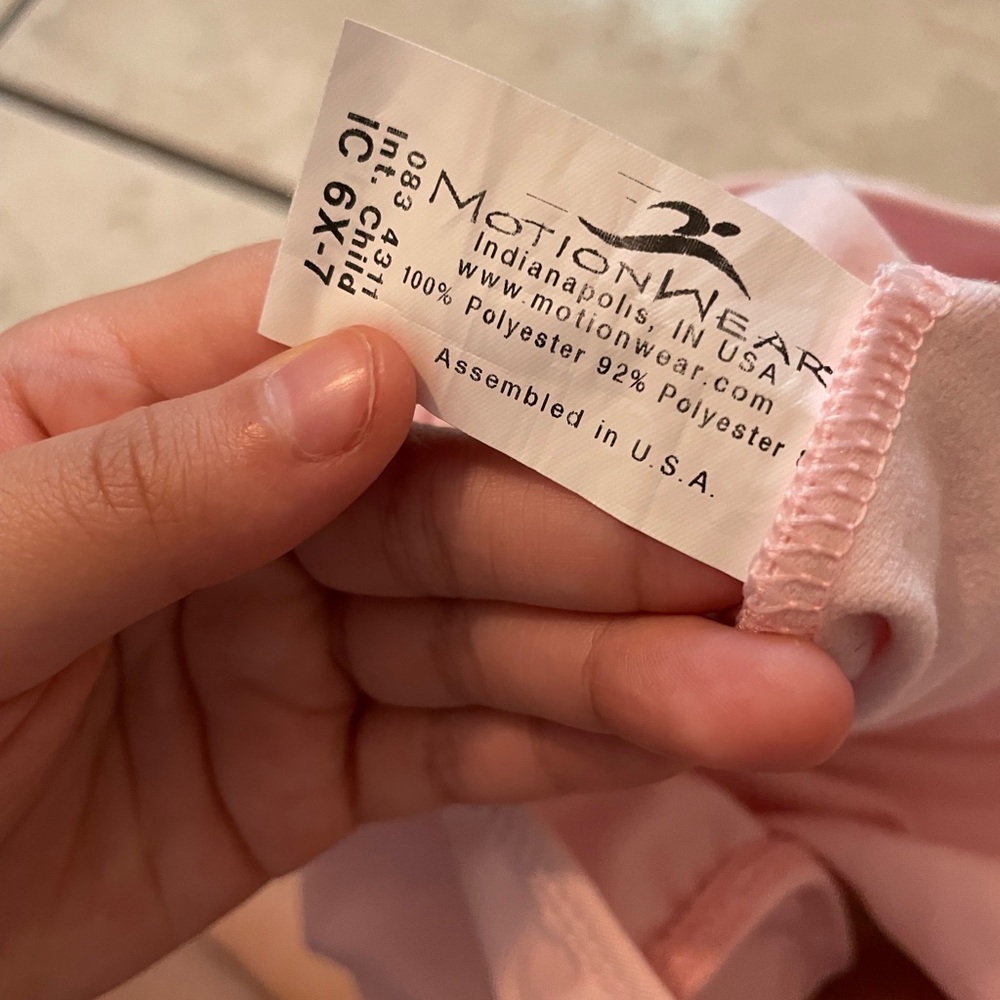 MOTIONWEAR
Indianapolis, IN USA
www.motionwear.com
100% Polyester 92% Polyester
Assembled in U.S.A.
083 4311
Int. Child
IC 6X-7